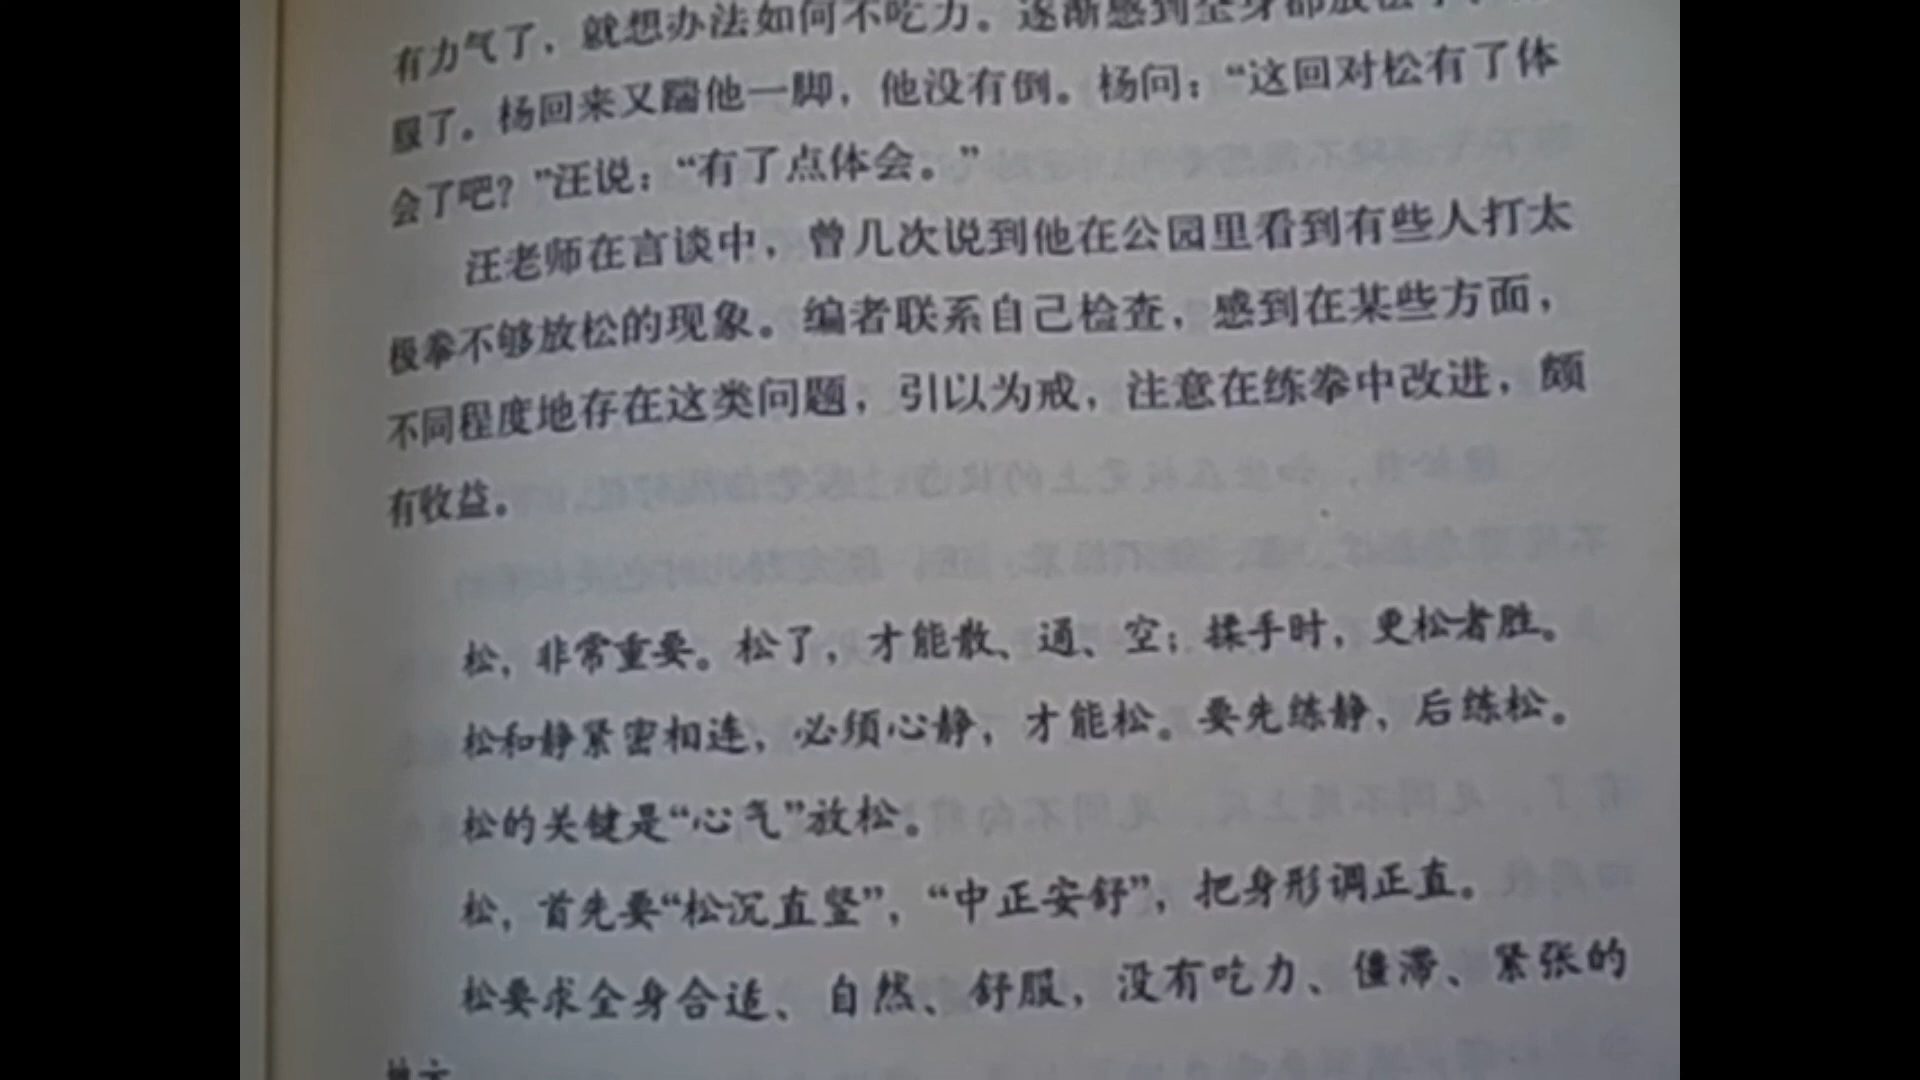 有力气了，就想办法如何不吃力。逐渐感到全身都放松了、
服了。杨回来又踹他一脚，他没有倒。杨问：“这回对松有了体
会了吧？”汪说：“有了点体会。”
汪老师在言谈中，曾几次说到他在公园里看到有些人打太
极拳不够放松的现象。编者联系自己检查，感到在某些方面，
不同程度地存在这类问题，引以为戒，注意在练拳中改进，颇
有收益。
松，非常重要。松了，才能散、通、空；揉手时，更松者胜。
松和静紧密相连，必须心静，才能松。要先练静，后练松。
松的关键是“心气”放松。
松，首先要“松沉直竖”，“中正安舒”，把身形调正直。
松要求全身合适、自然、舒服，没有吃力、僵滞、紧张的
地方